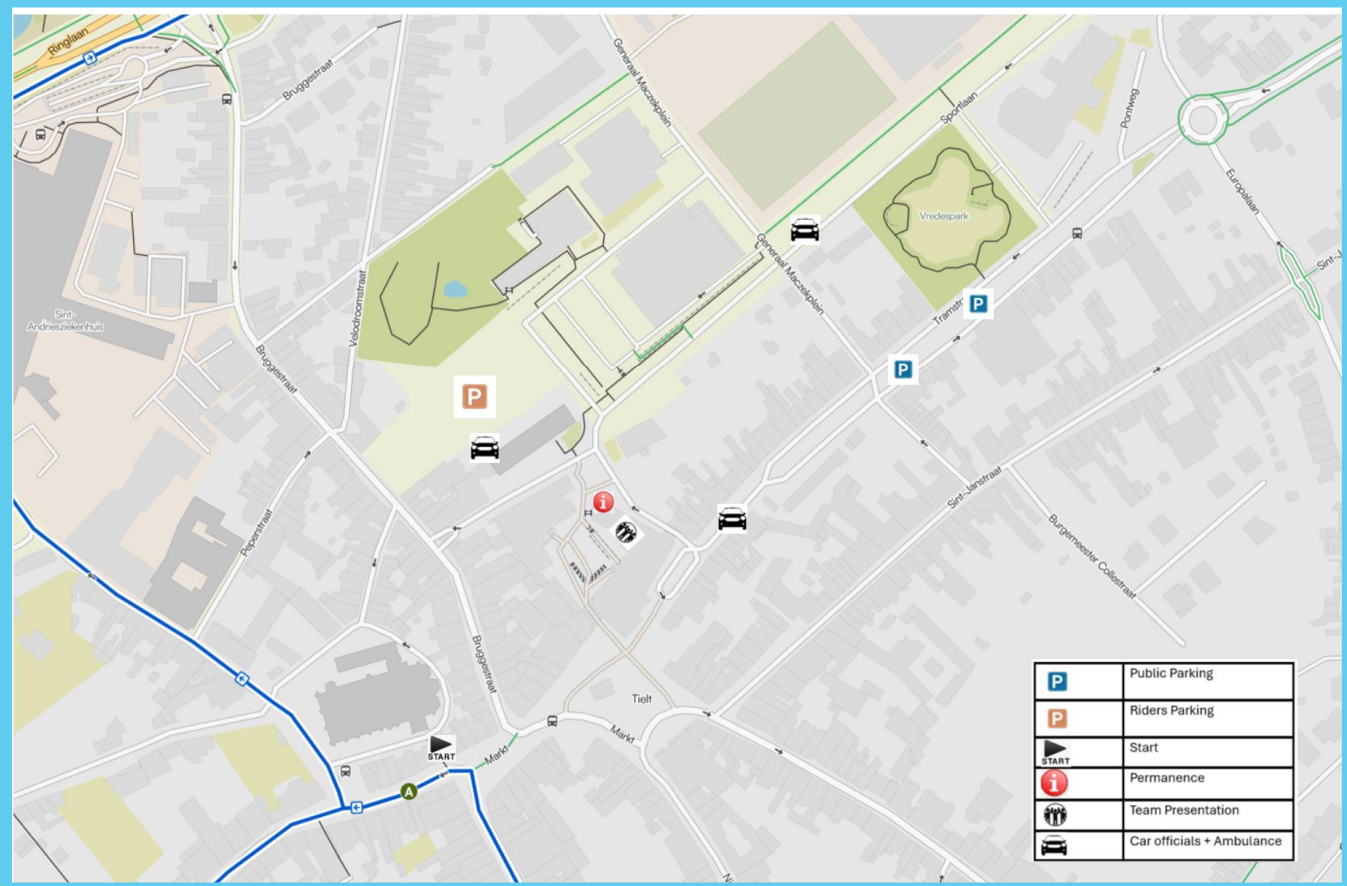 Ringlaan
Bruggestraat
Generaal Maczekplein
Sportlaan
Pontweg
Europalaan
Vredespark
Generaal Maczekplein
Velodroomstraat
Sint-
Andriesziekenhuis
Bruggestraat
P
Tramstr
P
P
Sint-J
Sint-Janstraat
Peperstraat
i
Burgemeester Collestraat
Bruggestraat
Tielt
Markt
START
Markt
A
P
Public Parking
P
Riders Parking
START
Start
i
Permanence
Team Presentation
Car officials + Ambulance